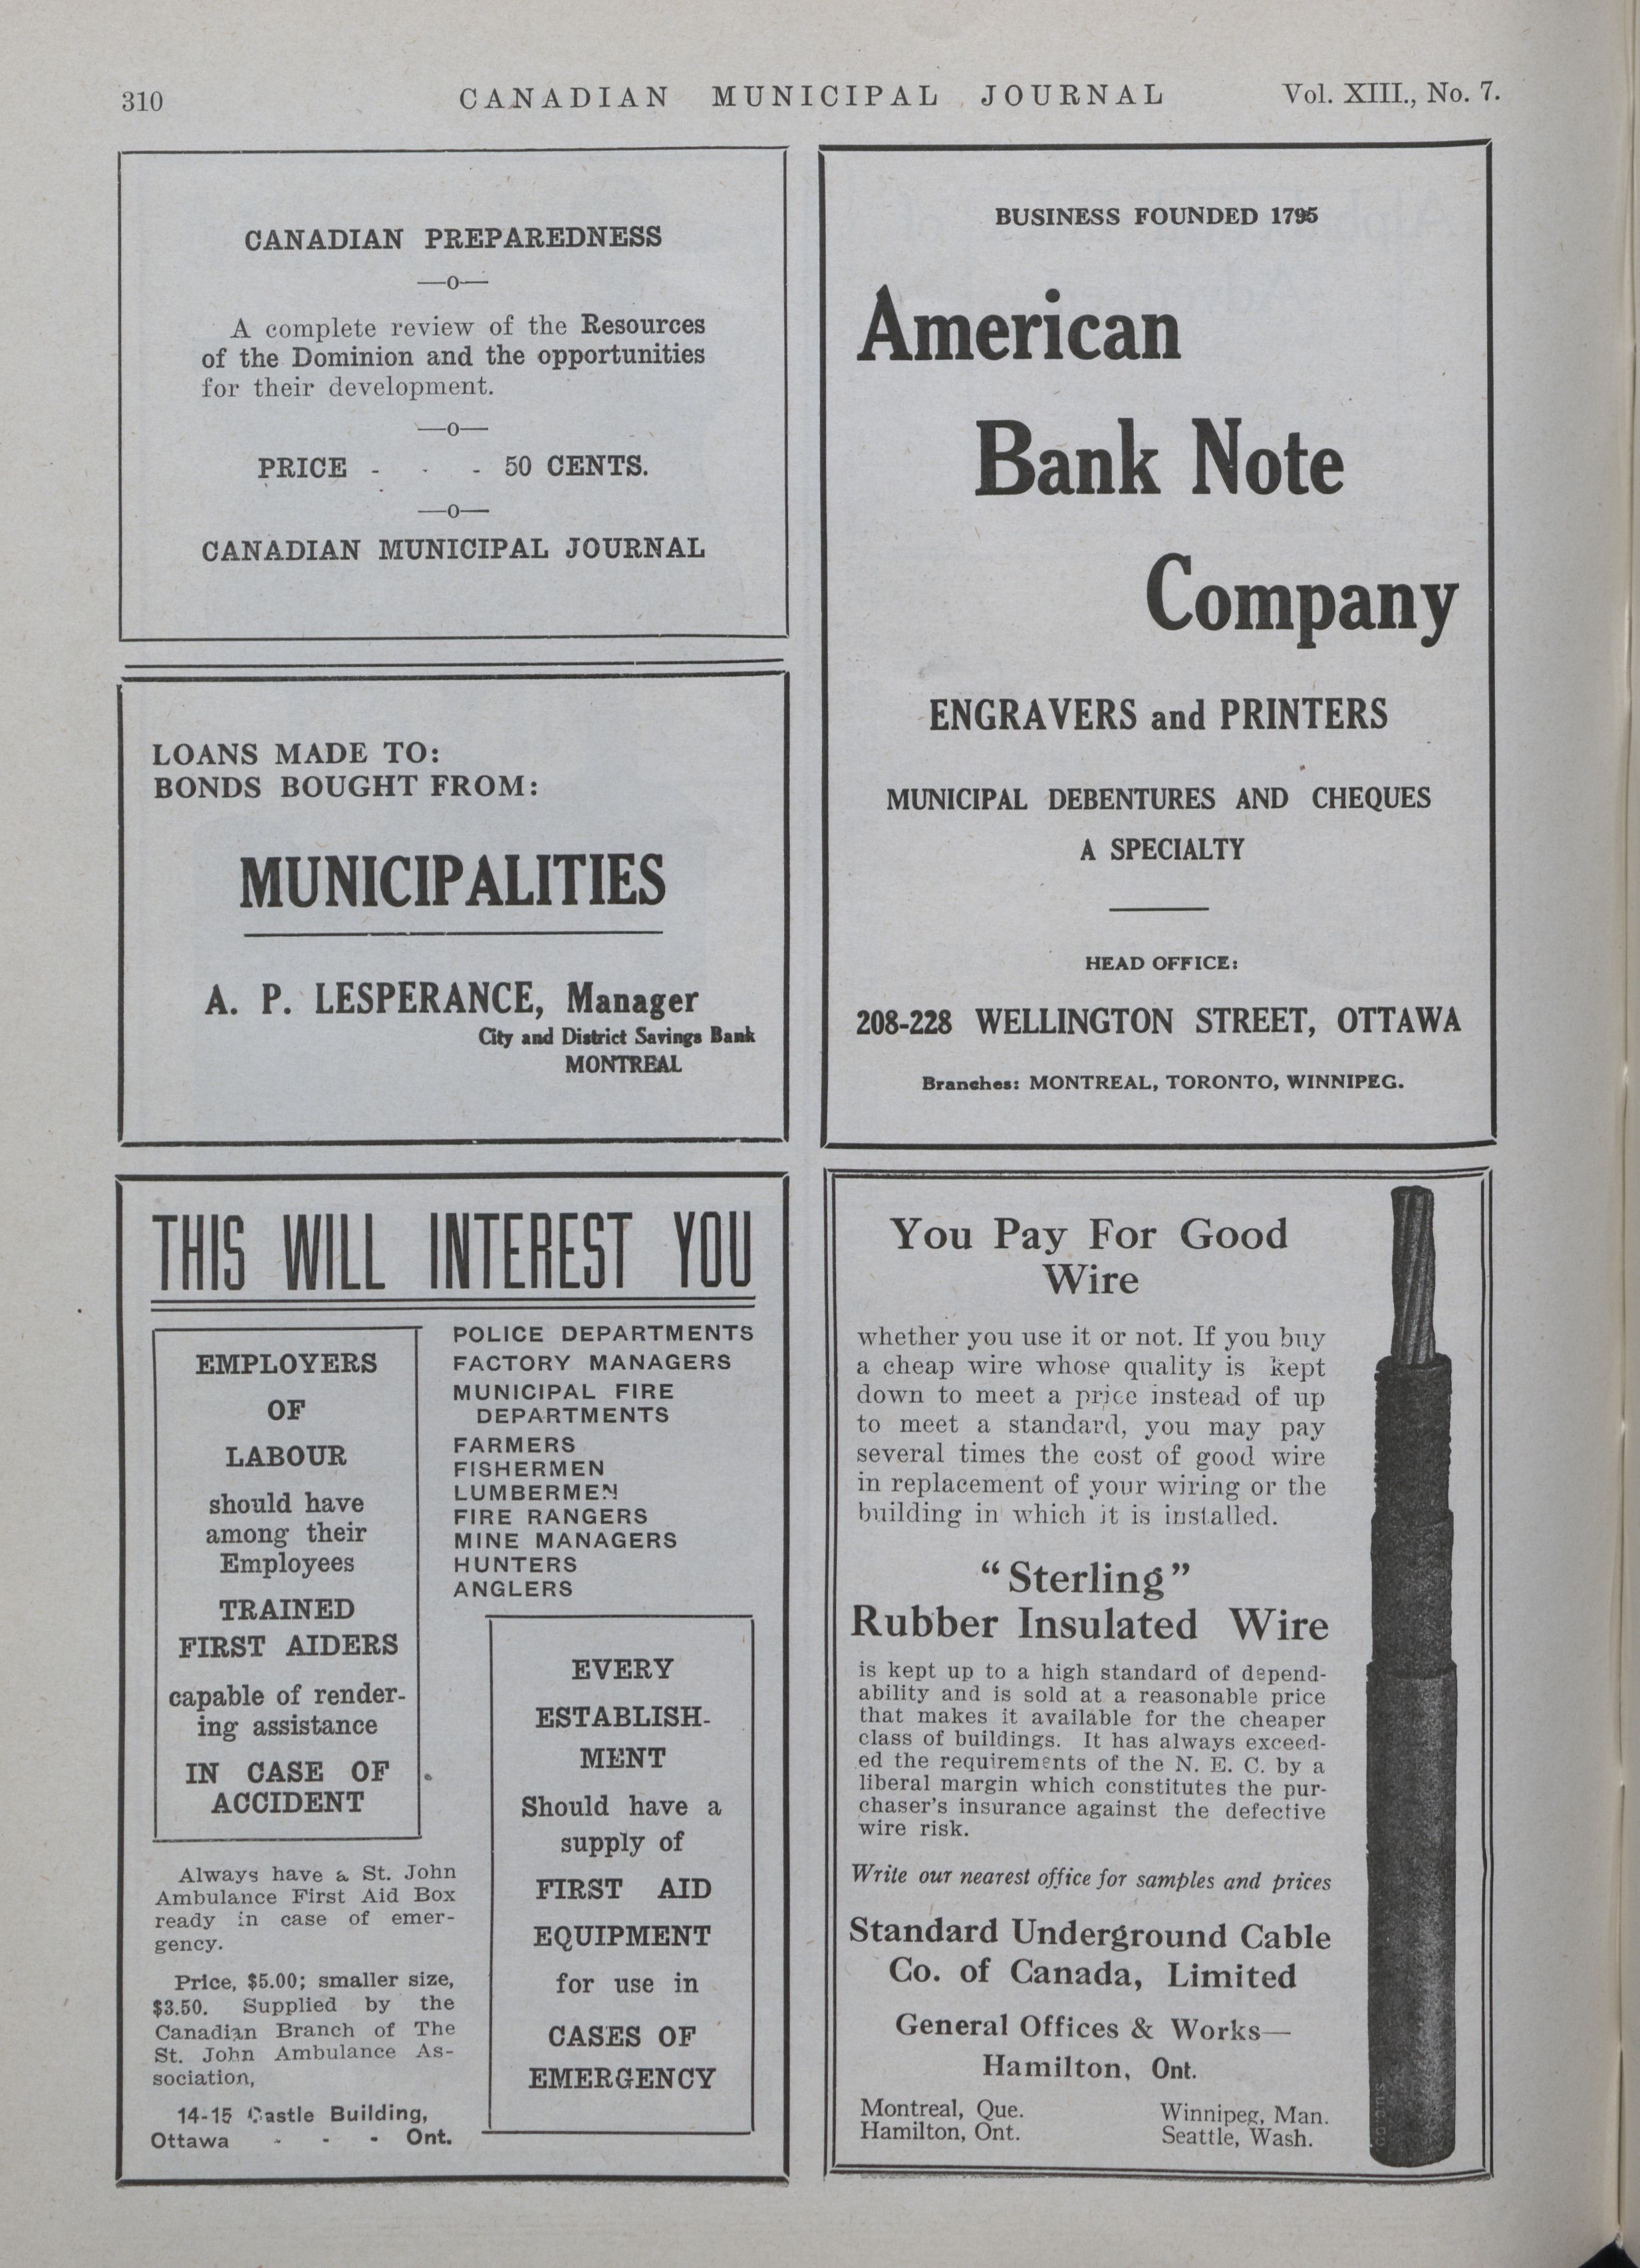 310 CANADIAN MUNICIPAL JOURNAL Vol. XIII., No. 7.
CANADIAN PREPAREDNESS
—o—
A complete review of the Resources
of the Dominion and the opportunities
for their development.
—o—
PRICE - - - 50 CENTS.
—o—
CANADIAN MUNICIPAL JOURNAL
LOANS MADE TO:
BONDS BOUGHT FROM:
MUNICIPALITIES
A. P. LESPERANCE, Manager
City and District Savings Bank
MONTREAL
BUSINESS FOUNDED 1795
American
Bank Note
Company
ENGRAVERS and PRINTERS
MUNICIPAL DEBENTURES AND CHEQUES
A SPECIALTY
HEAD OFFICE:
208-228 WELLINGTON STREET, OTTAWA
Branches: MONTREAL, TORONTO, WINNIPEG.
THIS WILL INTEREST YOU
EMPLOYERS
OF
LABOUR
should have
among their
Employees
TRAINED
FIRST AIDERS
capable of render-
ing assistance
IN CASE OF
ACCIDENT
Always have a St. John
Ambulance First Aid Box
ready in case of emer-
gency.
Price, $5.00; smaller size,
$3.50. Supplied by the
Canadian Branch of The
St. John Ambulance As-
sociation,
14-15 Castle Building,
Ottawa - - - Ont.
POLICE DEPARTMENTS
FACTORY MANAGERS
MUNICIPAL FIRE
DEPARTMENTS
FARMERS
FISHERMEN
LUMBERMEN
FIRE RANGERS
MINE MANAGERS
HUNTERS
ANGLERS
EVERY
ESTABLISH-
MENT
Should have a
supply of
FIRST AID
EQUIPMENT
for use in
CASES OF
EMERGENCY
You Pay For Good
Wire
whether you use it or not. If you buy
a cheap wire whose quality is kept
down to meet a price instead of up
to meet a standard, you may pay
several times the cost of good wire
in replacement of your wiring or the
building in which it is installed.
"Sterling"
Rubber Insulated Wire
is kept up to a high standard of depend-
ability and is sold at a reasonable price
that makes it available for the cheaper
class of buildings. It has always exceed-
ed the requirements of the N. E. C. by a
liberal margin which constitutes the pur-
chaser's insurance against the defective
wire risk.
Write our nearest office for samples and prices
Standard Underground Cable
Co. of Canada, Limited
General Offices & Works—
Hamilton, Ont.
Montreal, Que. Winnipeg, Man.
Hamilton, Ont. Seattle, Wash.